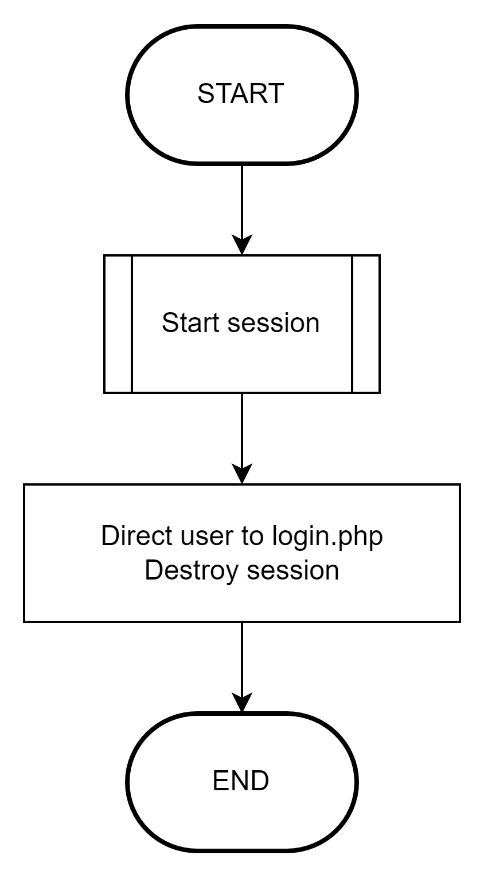 START
Start session
Direct user to login.php
Destroy session
END